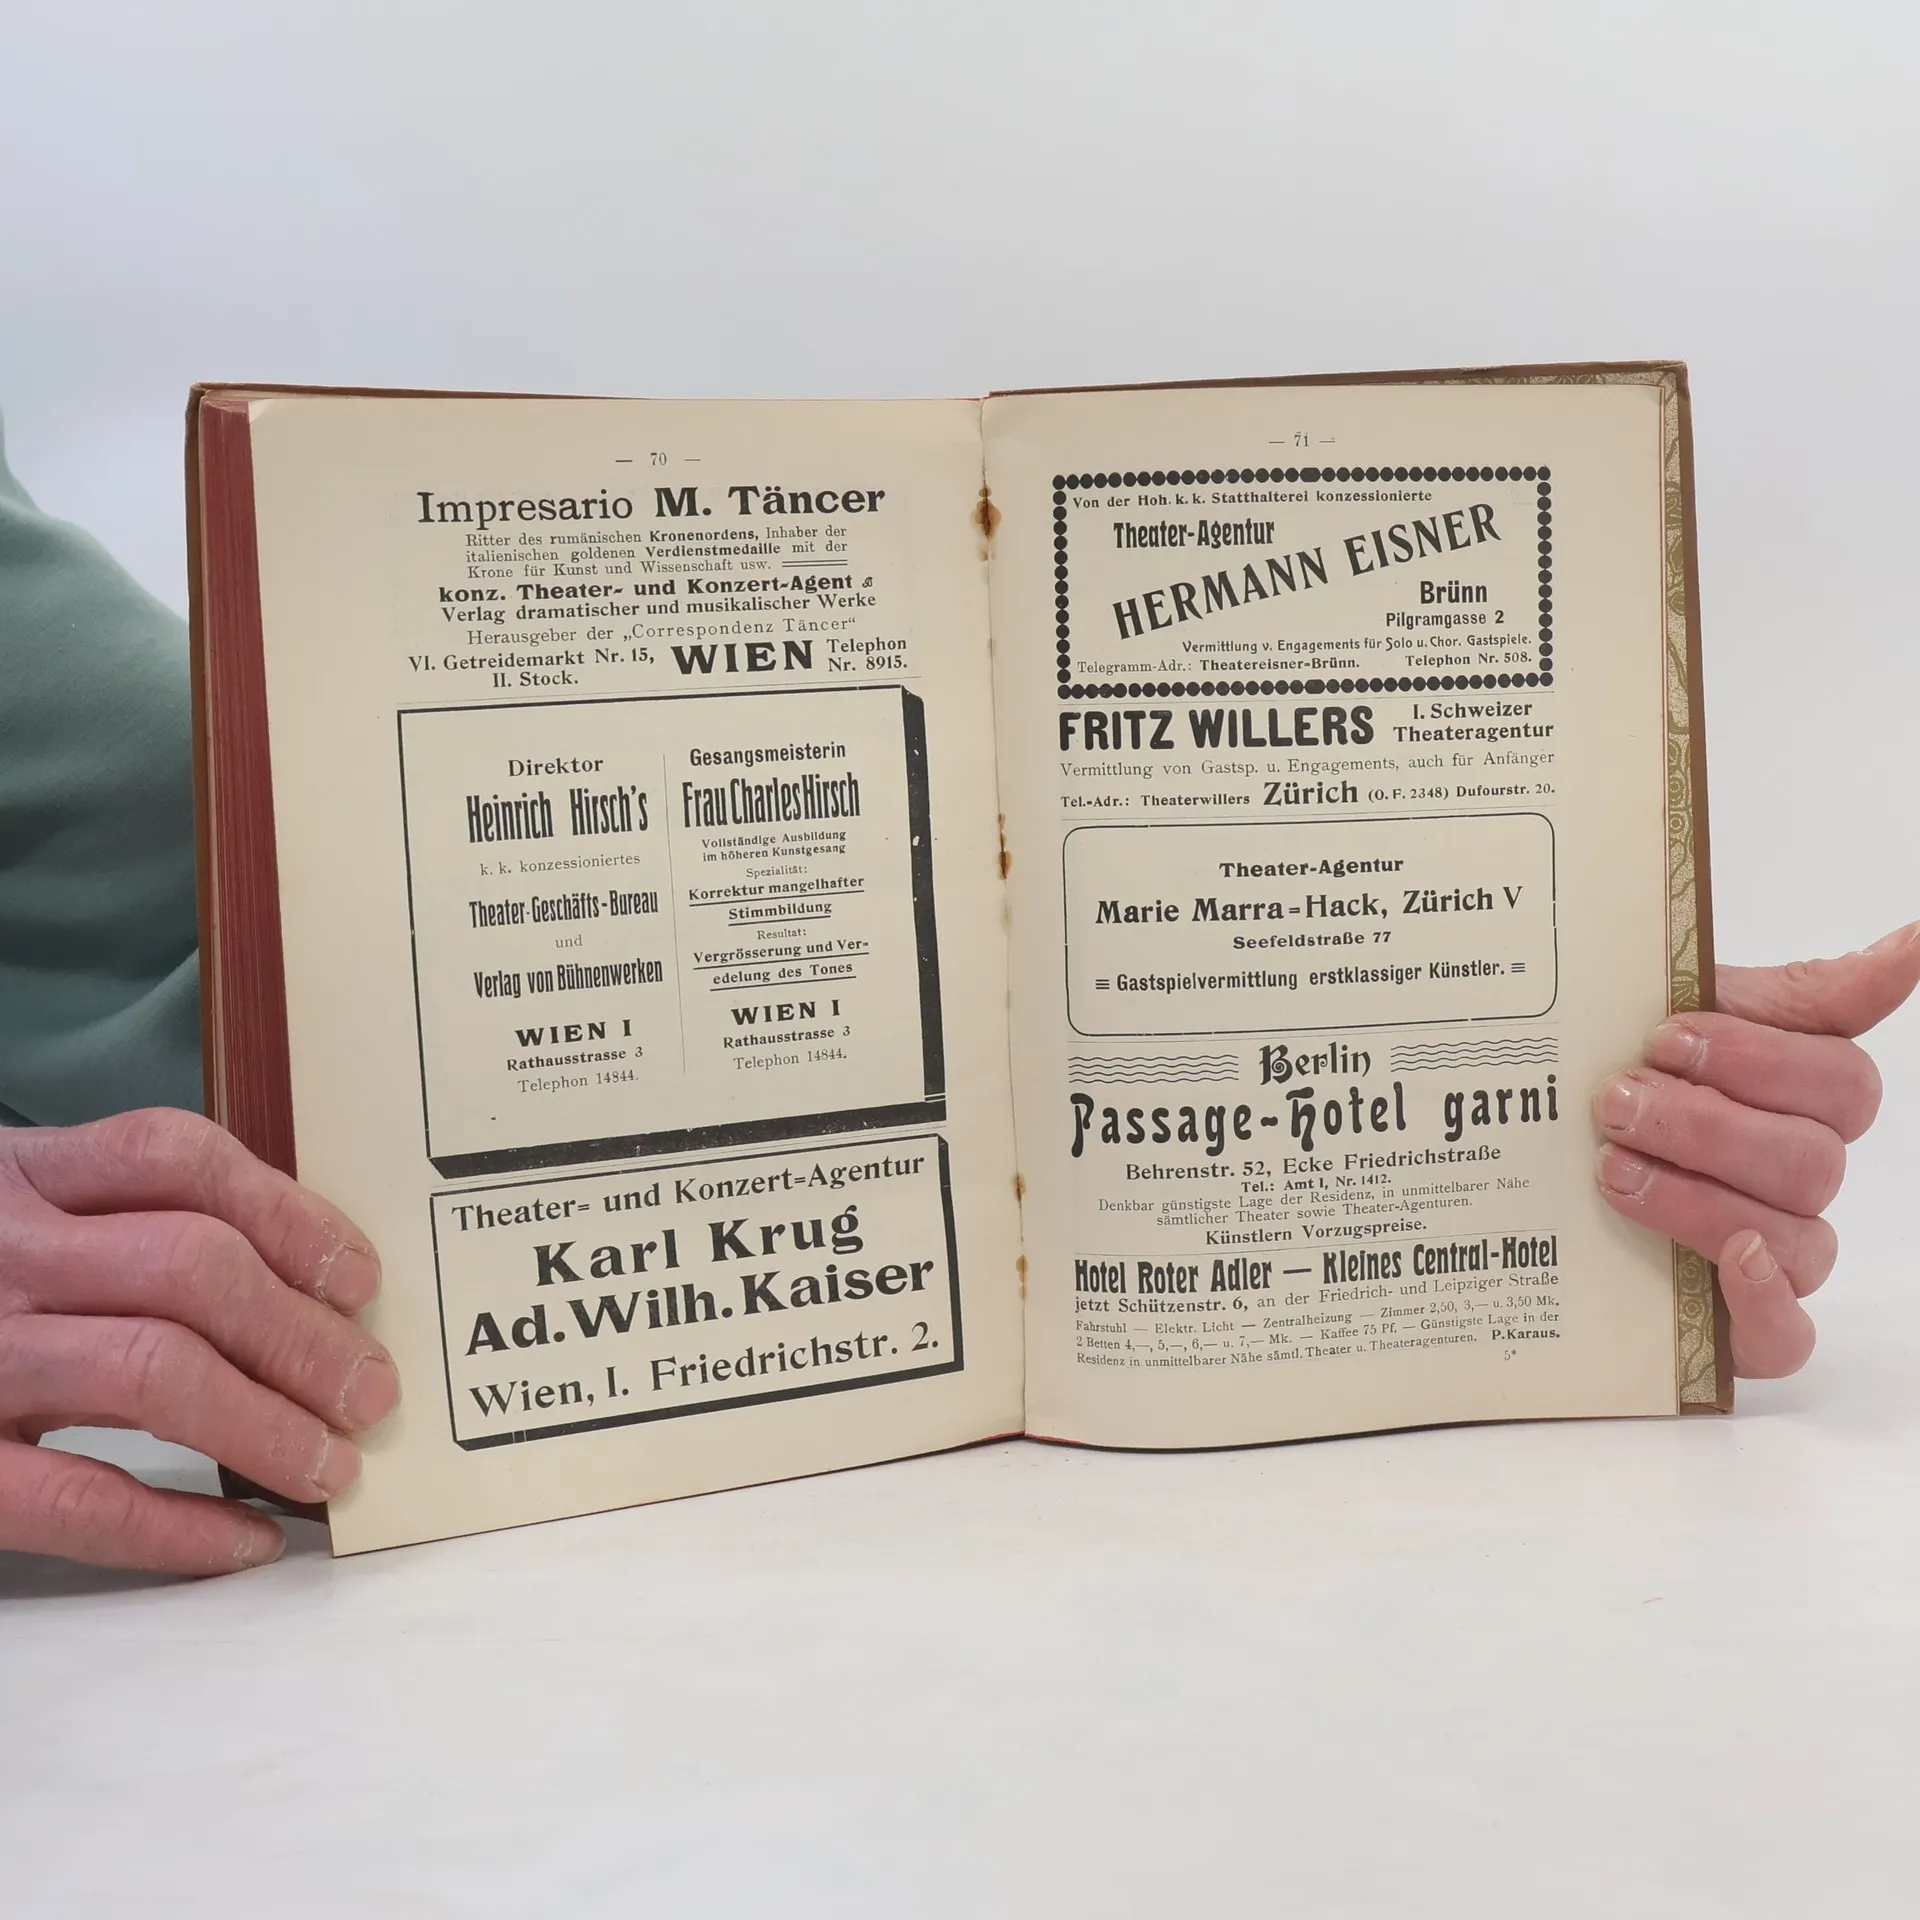 — 70 —
Impresario M. Täncer
Ritter des rumänischen Kronenordens, Inhaber der
italienischen goldenen Verdienstmedaille mit der
Krone für Kunst und Wissenschaft usw.
konz. Theater- und Konzert-Agent
Verlag dramatischer und musikalischer Werke
Herausgeber der „Correspondenz Täncer“
VI. Getreidemarkt Nr. 15,
II. Stock.
WIEN
Telephon
Nr. 8915.
Direktor
Heinrich Hirsch's
k. k. konzessioniertes
Theater-Geschäfts-Bureau
und
Verlag von Bühnenwerken
WIEN I
Rathausstrasse 3
Telephon 14844.
Gesangsmeisterin
Frau Charles Hirsch
Vollständige Ausbildung
im höheren Kunstgesang
Spezialität:
Korrektur mangelhafter
Stimmbildung
Resultat:
Vergrösserung und Ver-
edelung des Tones
WIEN I
Rathausstrasse 3
Telephon 14844.
Theater- und Konzert-Agentur
Karl Krug
Ad. Wilh. Kaiser
Wien, I. Friedrichstr. 2.
— 71 —
Von der Hoh. k. k. Statthalterei konzessionierte
Theater-Agentur
HERMANN EISNER
Brünn
Pilgramgasse 2
Vermittlung v. Engagements für Solo u. Chor. Gastspiele.
Telegramm-Adr.: Theatereisner-Brünn. Telephon Nr. 508.
FRITZ WILLERS
I. Schweizer
Theateragentur
Vermittlung von Gastsp. u. Engagements, auch für Anfänger
Tel.-Adr.: Theaterwillers Zürich (O. F. 2348) Dufourstr. 20.
Theater-Agentur
Marie Marra-Hack, Zürich V
Seefeldstraße 77
≡ Gastspielvermittlung erstklassiger Künstler. ≡
Berlin
Passage-Hotel garni
Behrenstr. 52, Ecke Friedrichstraße
Tel.: Amt I, Nr. 1412.
Denkbar günstigste Lage der Residenz, in unmittelbarer Nähe
sämtlicher Theater sowie Theater-Agenturen.
Künstlern Vorzugspreise.
Hotel Roter Adler — Kleines Central-Hotel
jetzt Schützenstr. 6, an der Friedrich- und Leipziger Straße
Fahrstuhl — Elektr. Licht — Zentralheizung — Zimmer 2,50, 3,— u. 3,50 Mk.
2 Betten 4,—, 5,—, 6,— u. 7,— Mk. — Kaffee 75 Pf. — Günstigste Lage in der
Residenz in unmittelbarer Nähe sämtl. Theater u. Theateragenturen. P. Karaus.
5*